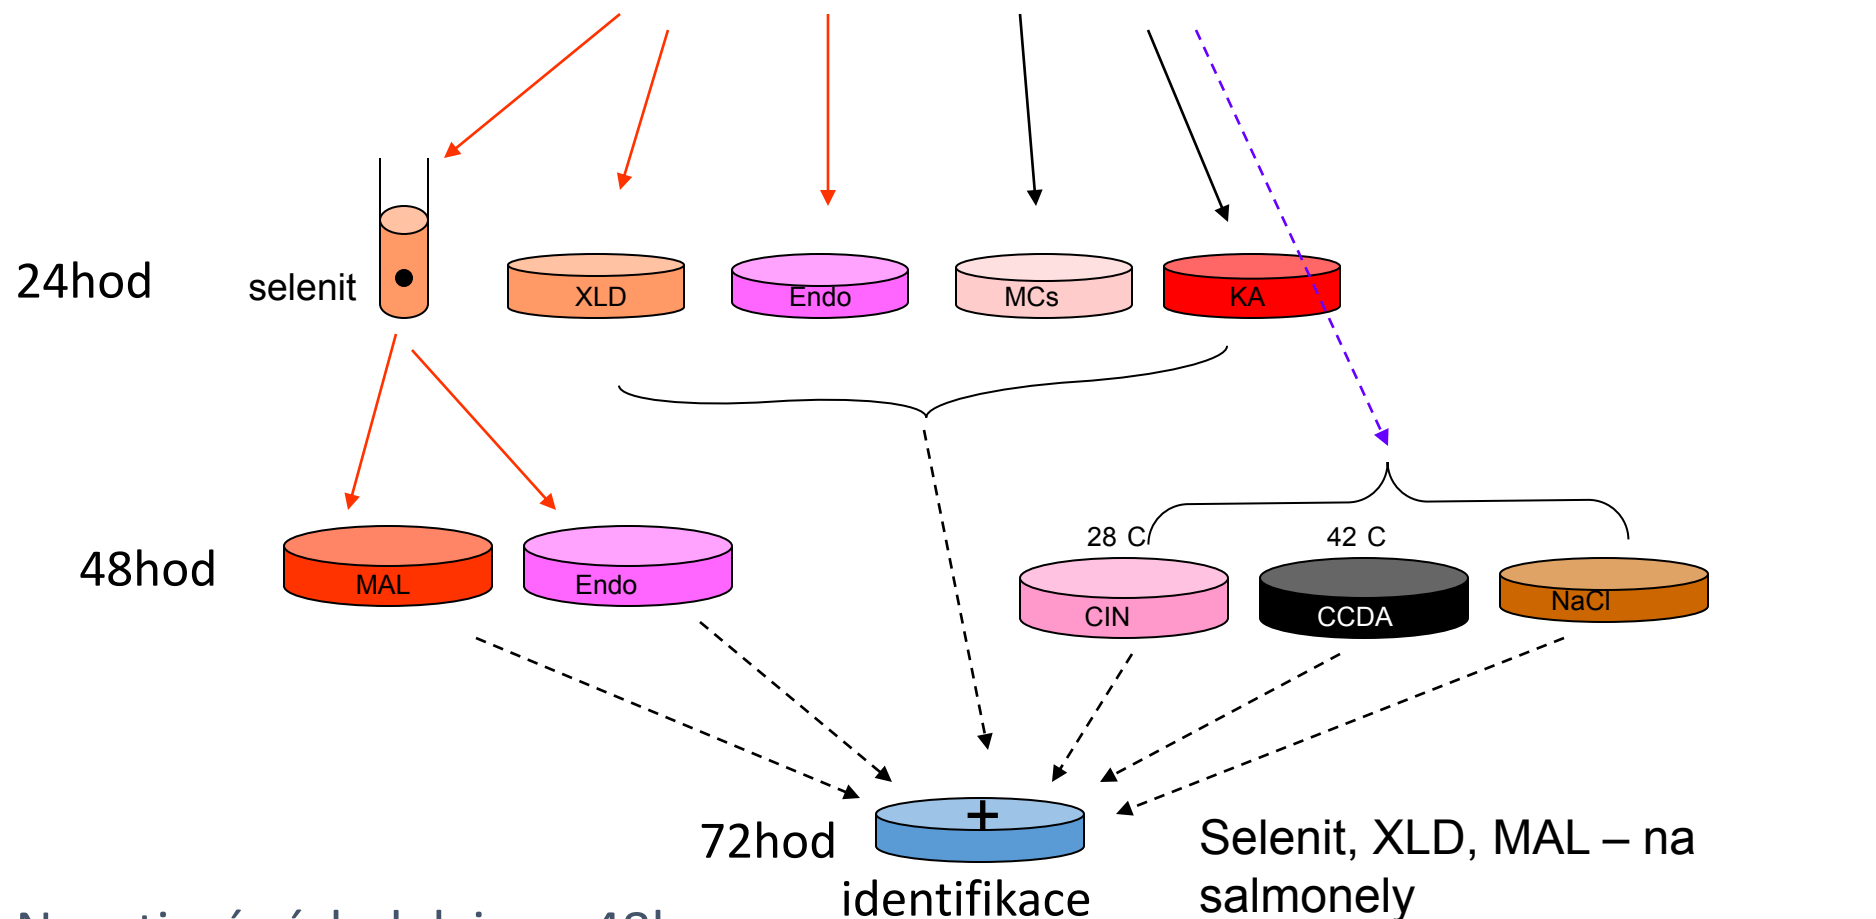 24hod
selenit
XLD
Endo
MCs
KA
48hod
MAL
Endo
28 C
42 C
CIN
CCDA
NaCl
72hod
+
identifikace
Selenit, XLD, MAL – na
salmonely